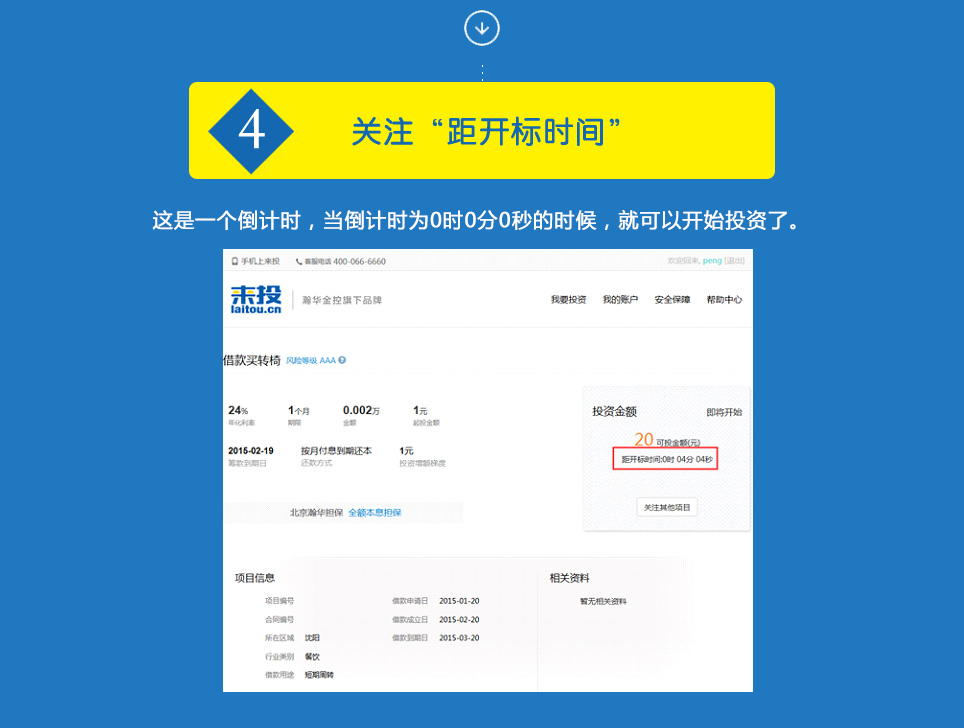 4 关注“距开标时间”
这是一个倒计时，当倒计时为0时0分0秒的时候，就可以开始投资了。
手机上来投 客服电话 400-066-6660 欢迎回来, peng [退出]
来投 laitou.cn 瀚华金控旗下品牌 我要投资 我的账户 安全保障 帮助中心
借款买转椅 风险等级 AAA
投资金额 即将开始
24% 1个月 0.002万 1元
年化利率 期限 金额 起投金额
20 可投金额(元)
2015-02-19 按月付息到期还本 1元
筹款到期日 还款方式 投资增额梯度
距开标时间:0时 04分 04秒
关注其他项目
北京瀚华担保 全额本息担保
项目信息 相关资料
项目编号 借款申请日 2015-01-20 暂无相关资料
合同编号 借款成立日 2015-02-20
所在区域 沈阳 借款到期日 2015-03-20
行业类别 餐饮
借款用途 短期周转